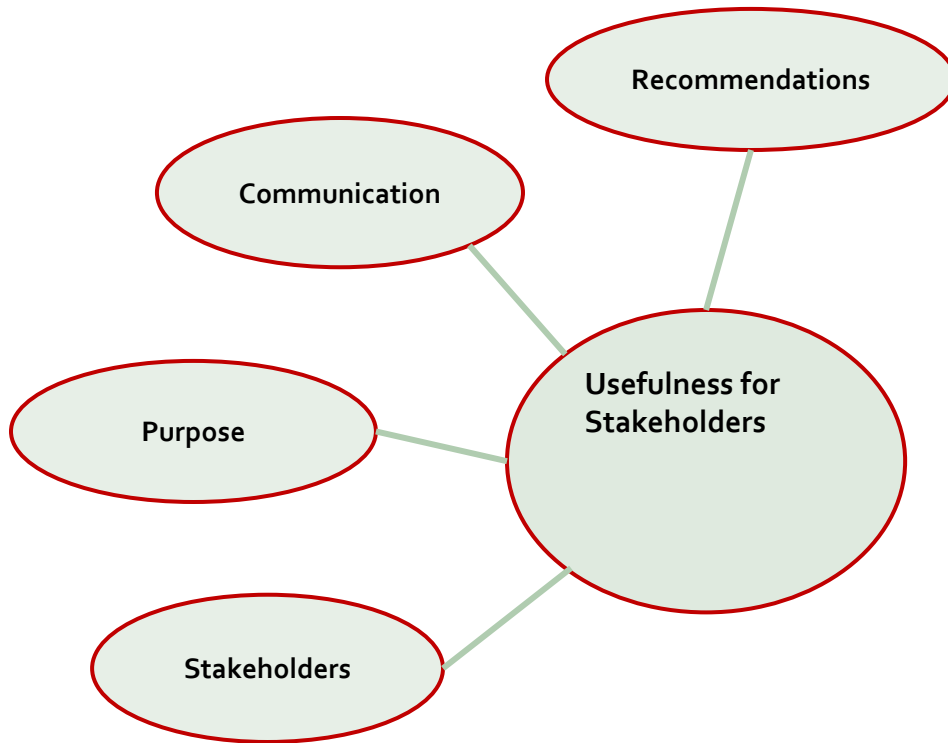 Recommendations
Communication
Usefulness for
Stakeholders
Purpose
Stakeholders